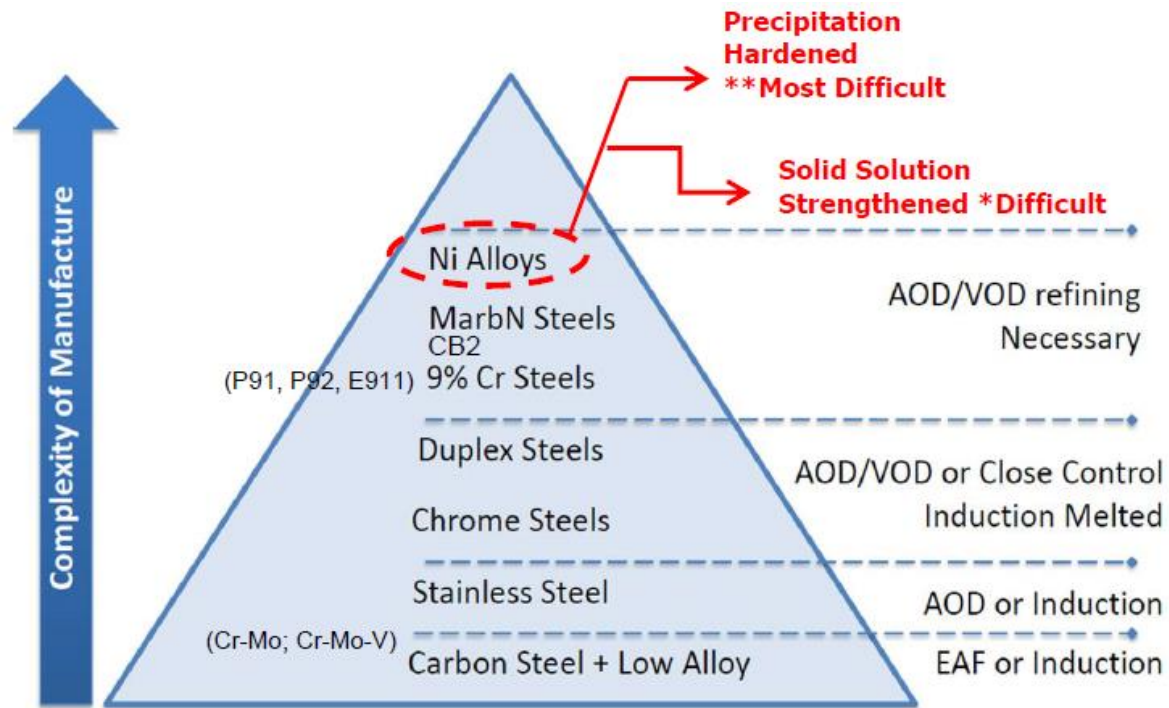 Precipitation
Hardened
**Most Difficult
Solid Solution
Strengthened *Difficult
Complexity of Manufacture
Ni Alloys
MarbN Steels
CB2
(P91, P92, E911) 9% Cr Steels
AOD/VOD refining
Necessary
Duplex Steels
Chrome Steels
AOD/VOD or Close Control
Induction Melted
Stainless Steel
AOD or Induction
(Cr-Mo; Cr-Mo-V)
Carbon Steel + Low Alloy
EAF or Induction